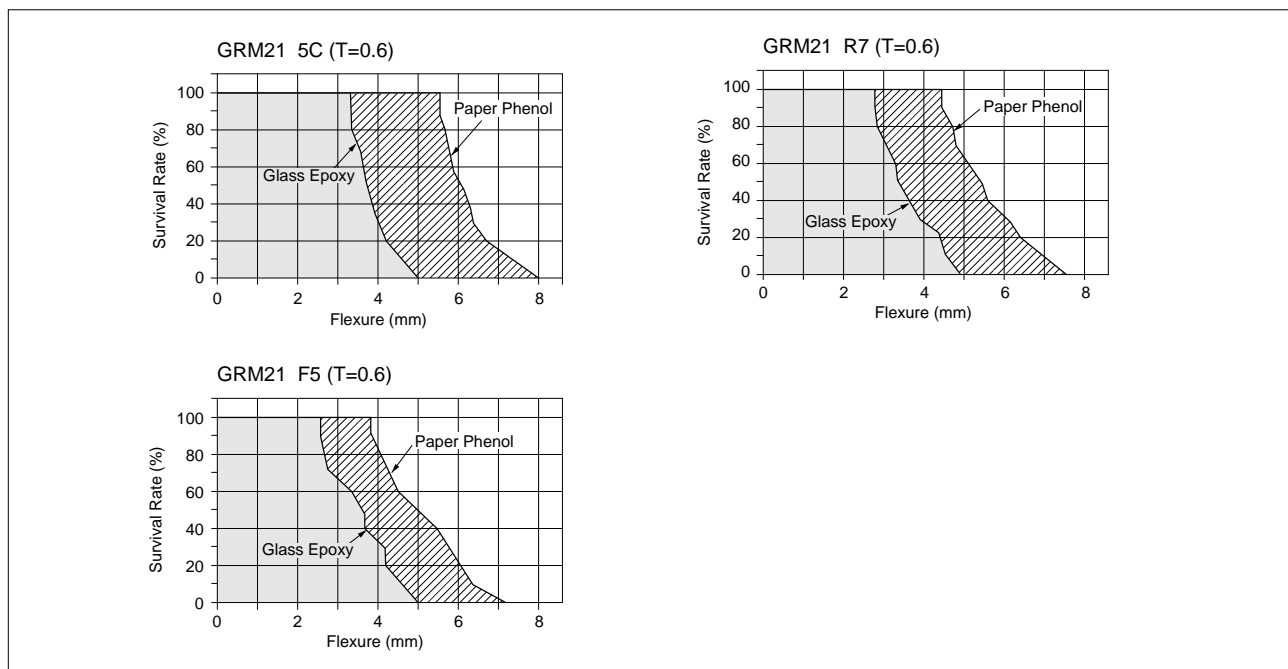 GRM21 5C (T=0.6)
100
80
60
40
20
0
Survival Rate (%)
Paper Phenol
Glass Epoxy
0 2 4 6 8
Flexure (mm)
GRM21 R7 (T=0.6)
100
80
60
40
20
0
Survival Rate (%)
Paper Phenol
Glass Epoxy
0 2 4 6 8
Flexure (mm)
GRM21 F5 (T=0.6)
100
80
60
40
20
0
Survival Rate (%)
Paper Phenol
Glass Epoxy
0 2 4 6 8
Flexure (mm)